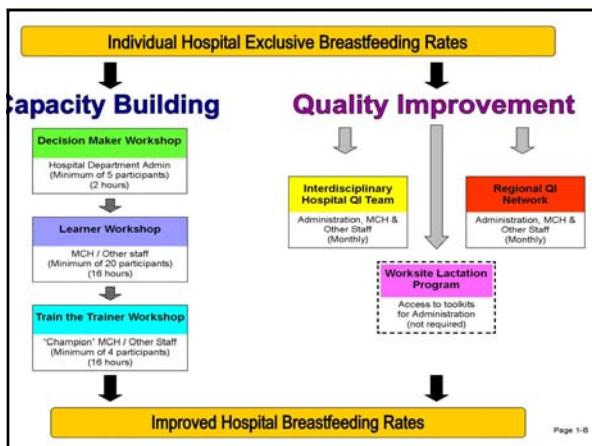 Individual Hospital Exclusive Breastfeeding Rates
Capacity Building
Decision Maker Workshop
Hospital Department Admin
(Minimum of 5 participants)
(2 hours)
Learner Workshop
MCH / Other staff
(Minimum of 20 participants)
(16 hours)
Train the Trainer Workshop
"Champion" MCH / Other Staff
(Minimum of 4 participants)
(16 hours)
Quality Improvement
Interdisciplinary
Hospital QI Team
Administration, MCH &
Other Staff
(Monthly)
Regional QI
Network
Administration, MCH &
Other Staff
(Monthly)
Worksite Lactation
Program
Access to toolkits
for Administration
(not required)
Improved Hospital Breastfeeding Rates
Page 1-B